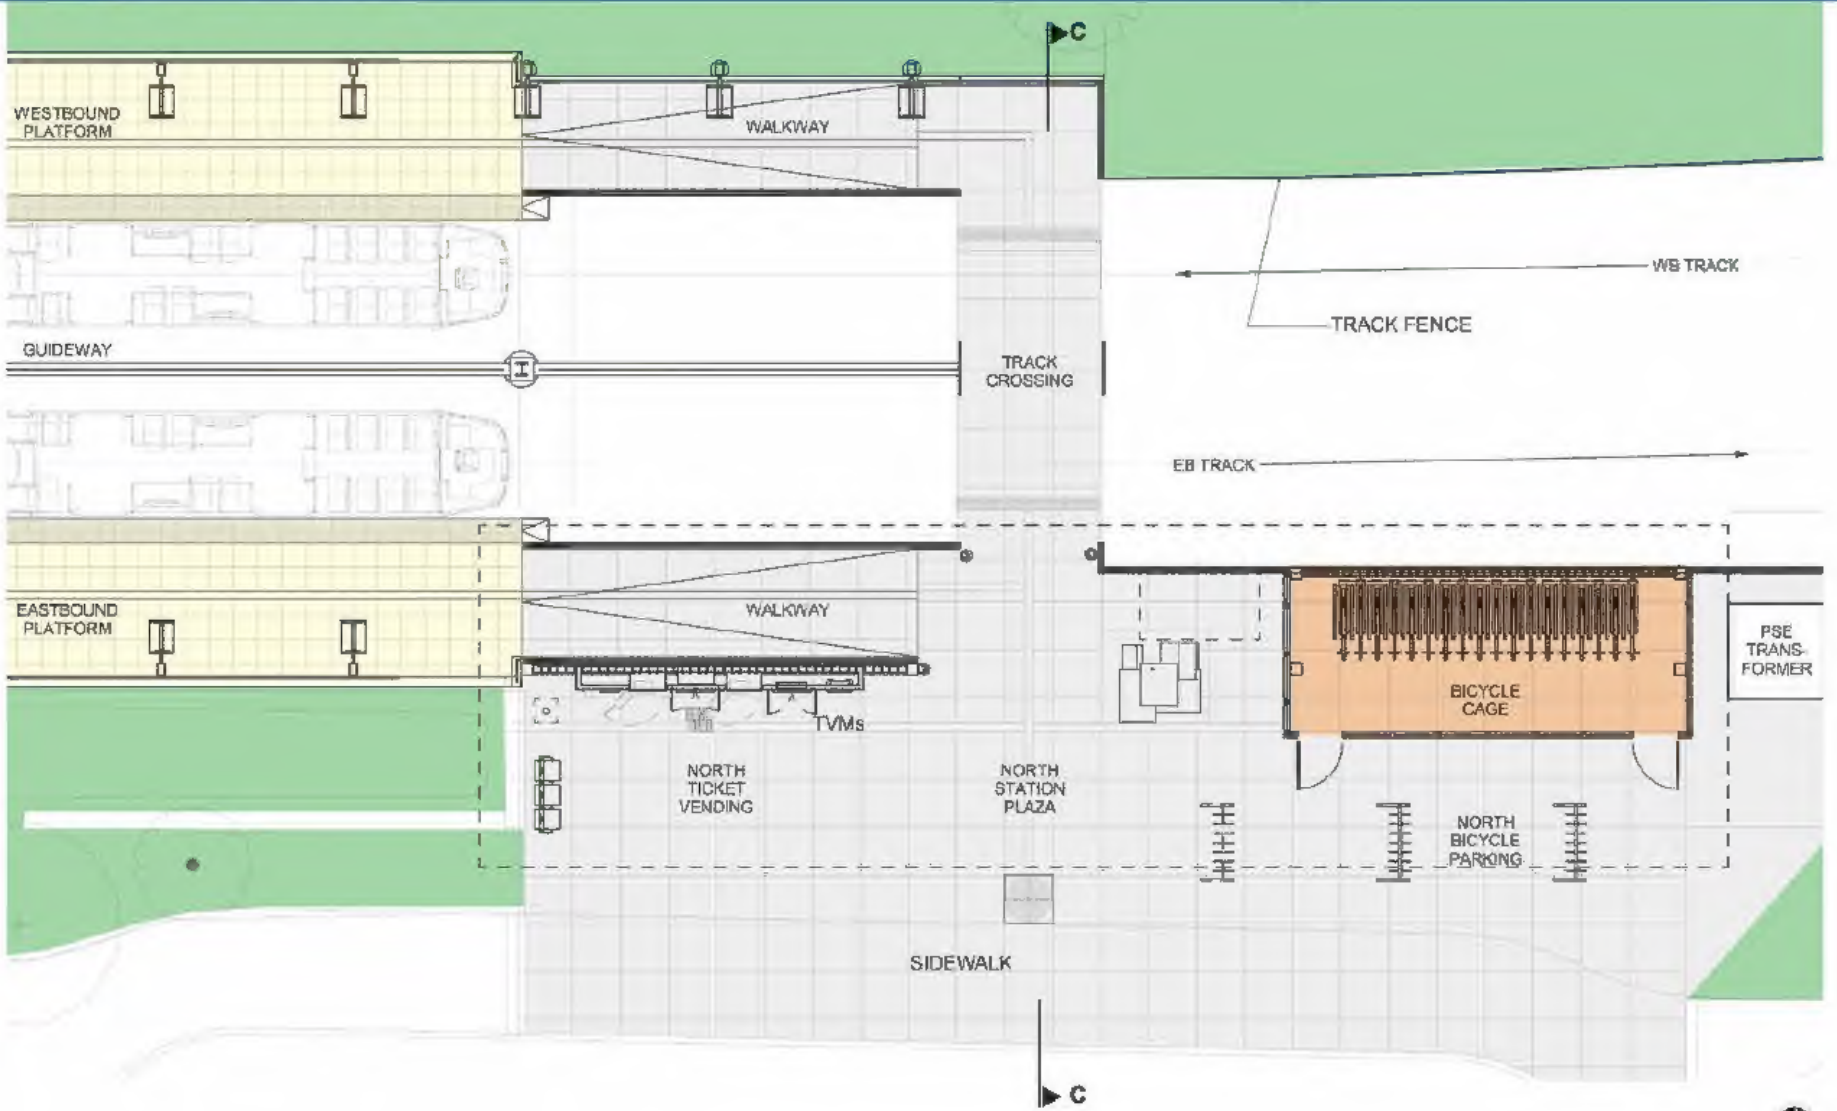 C
WESTBOUND
PLATFORM
WALKWAY
WB TRACK
TRACK FENCE
GUIDEWAY
TRACK
CROSSING
EB TRACK
EASTBOUND
PLATFORM
WALKWAY
PSE
TRANS-
FORMER
BICYCLE
CAGE
TVMs
NORTH
TICKET
VENDING
NORTH
STATION
PLAZA
NORTH
BICYCLE
PARKING
SIDEWALK
C